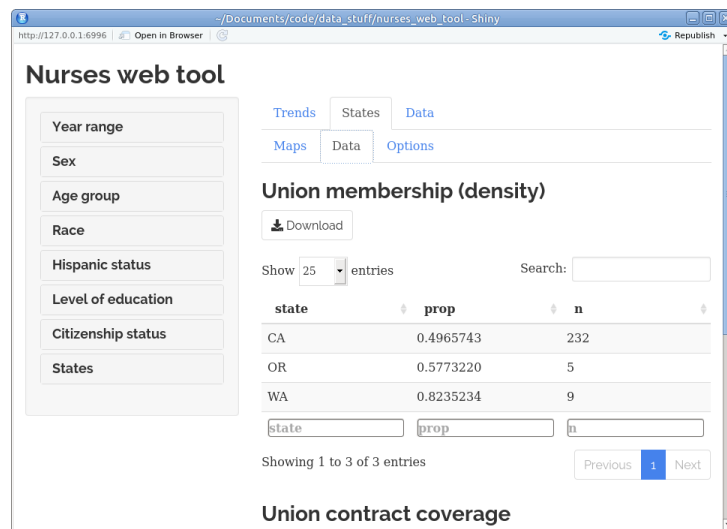 ~/Documents/code/data_stuff/nurses_web_tool - Shiny
http://127.0.0.1:6996 Open in Browser Republish
Nurses web tool
Year range
Sex
Age group
Race
Hispanic status
Level of education
Citizenship status
States
Trends States Data
Maps Data Options
Union membership (density)
Download
Show 25 entries Search:
state prop n
CA 0.4965743 232
OR 0.5773220 5
WA 0.8235234 9
state prop n
Showing 1 to 3 of 3 entries Previous 1 Next
Union contract coverage